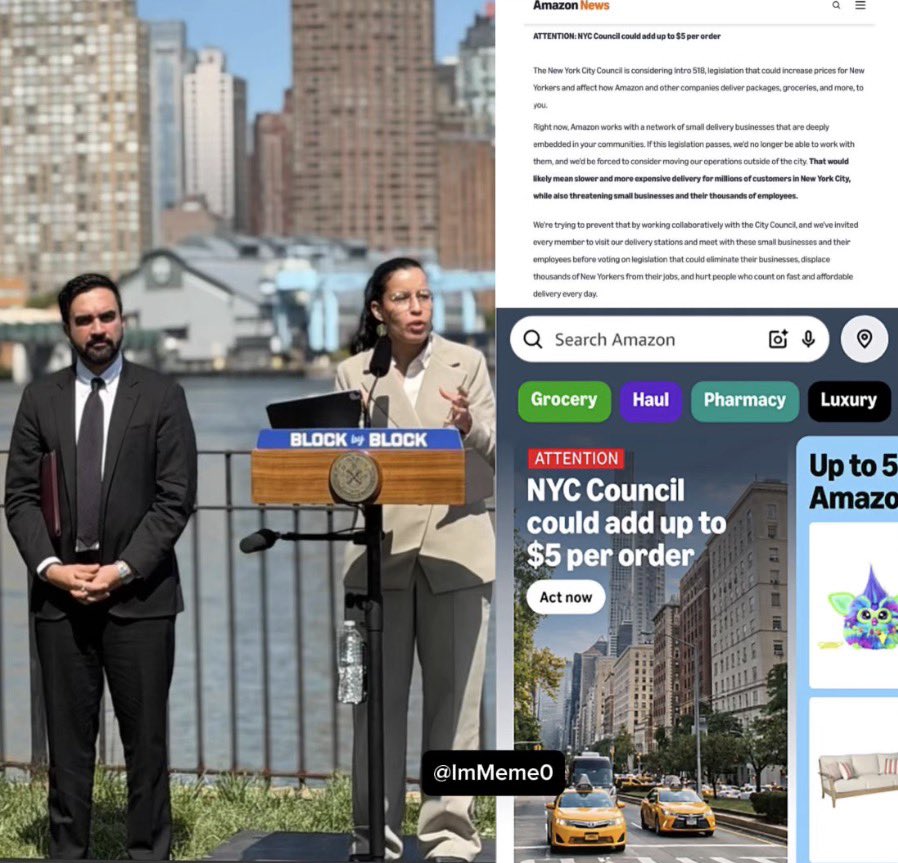 Amazon News
ATTENTION: NYC Council could add up to $5 per order
The New York City Council is considering Intro 518, legislation that could increase prices for New
Yorkers and affect how Amazon and other companies deliver packages, groceries, and more, to
you.
Right now, Amazon works with a network of small delivery businesses that are deeply
embedded in your communities. If this legislation passes, we'd no longer be able to work with
them, and we'd be forced to consider moving our operations outside of the city. That would
likely mean slower and more expensive delivery for millions of customers in New York City,
while also threatening small businesses and their thousands of employees.
We're trying to prevent that by working collaboratively with the City Council, and we've invited
every member to visit our delivery stations and meet with these small businesses and their
employees before voting on legislation that could eliminate their businesses, displace
thousands of New Yorkers from their jobs, and hurt people who count on fast and affordable
delivery every day.
Search Amazon
Grocery
Haul
Pharmacy
Luxury
ATTENTION
NYC Council
could add up to
$5 per order
Act now
Up to 5
Amazo
BLOCK by BLOCK
@ImMeme0